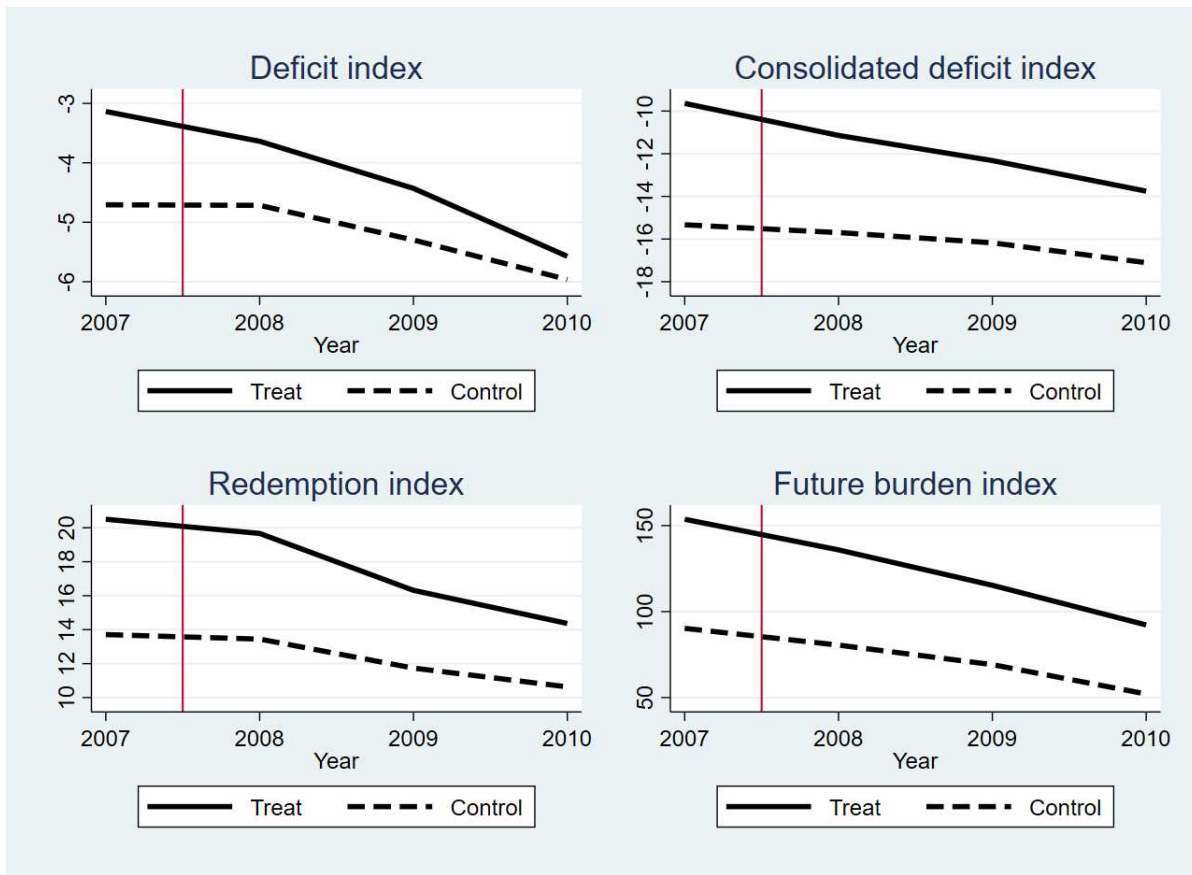 Deficit index
-3
-4
-5
-6
2007 2008 2009 2010
Year
Treat Control
Consolidated deficit index
-10
-12
-14
-16
-18
2007 2008 2009 2010
Year
Treat Control
Redemption index
20
18
16
14
12
10
2007 2008 2009 2010
Year
Treat Control
Future burden index
150
100
50
2007 2008 2009 2010
Year
Treat Control